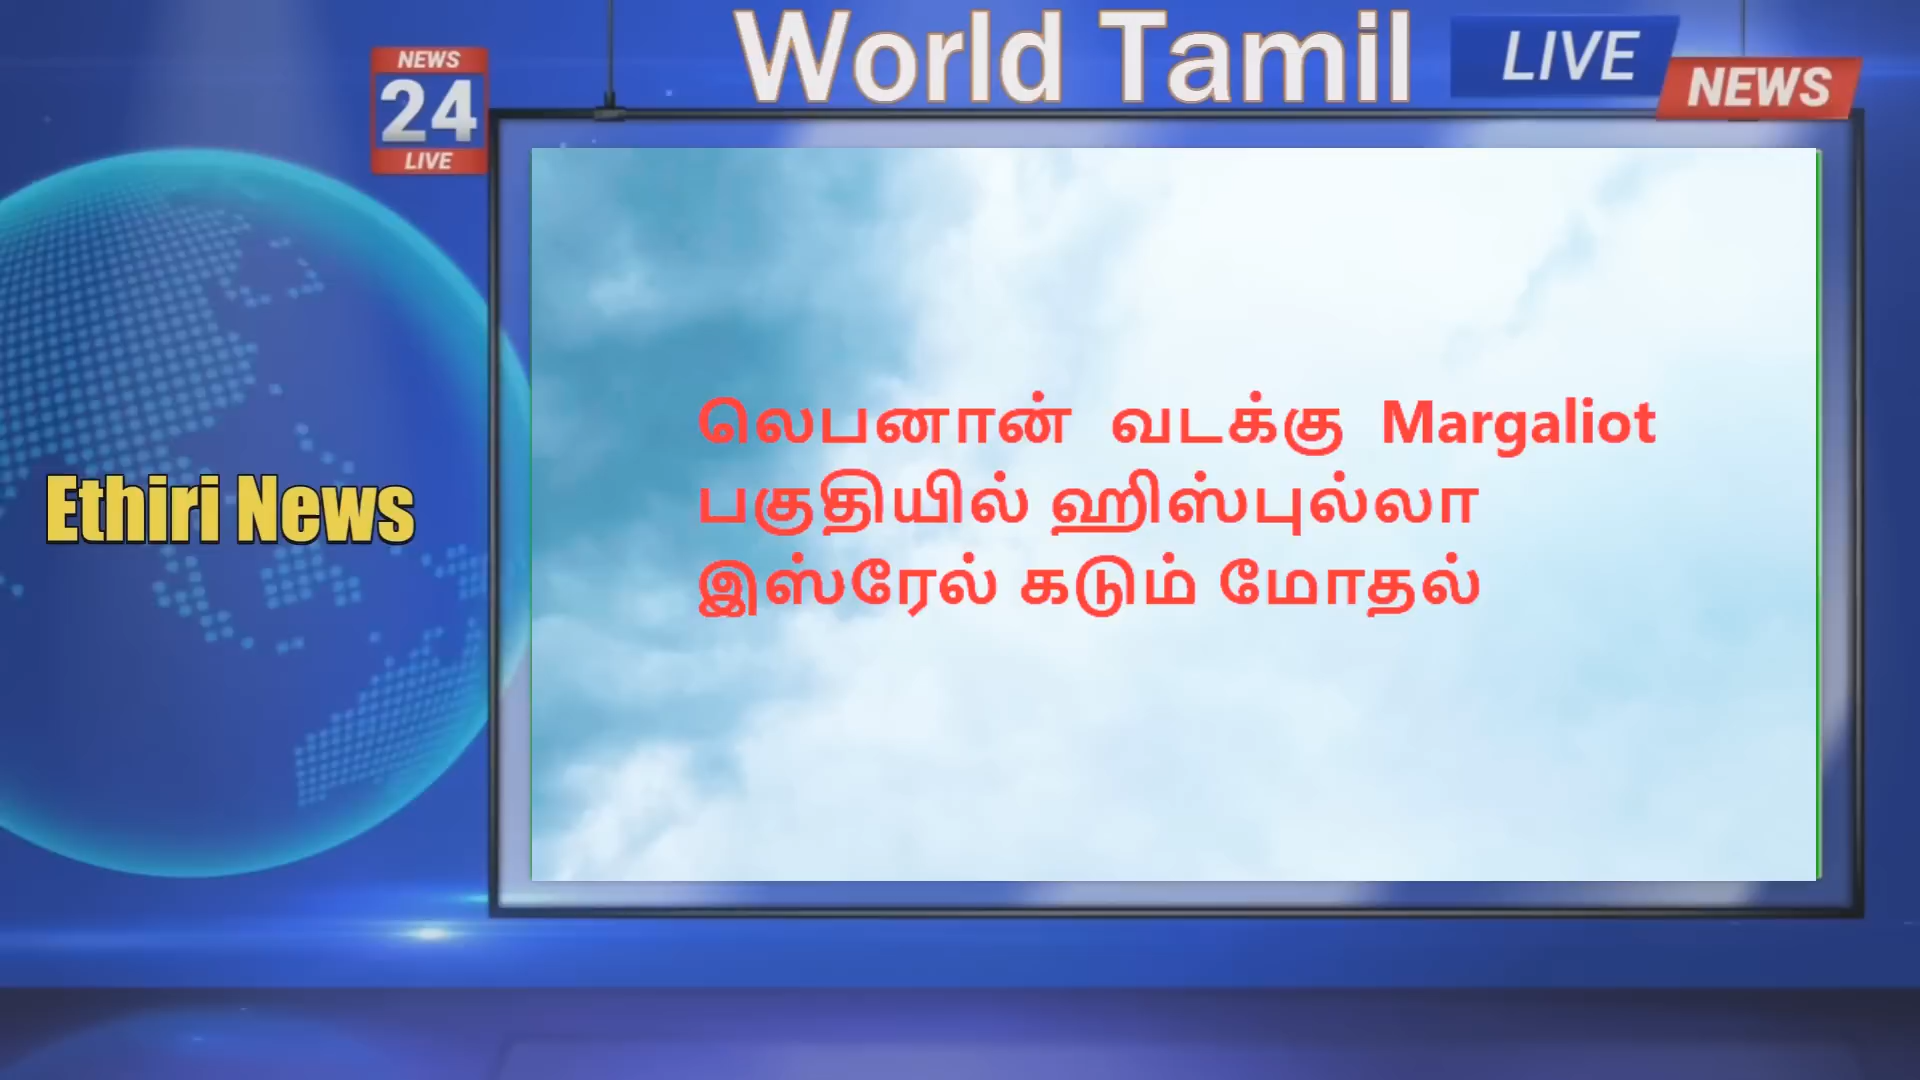 World Tamil
LIVE
NEWS
NEWS
24
LIVE
Ethiri News
லெபனான் வடக்கு Margaliot
பகுதியில் ஹிஸ்புல்லா
இஸ்ரேல் கடும் மோதல்